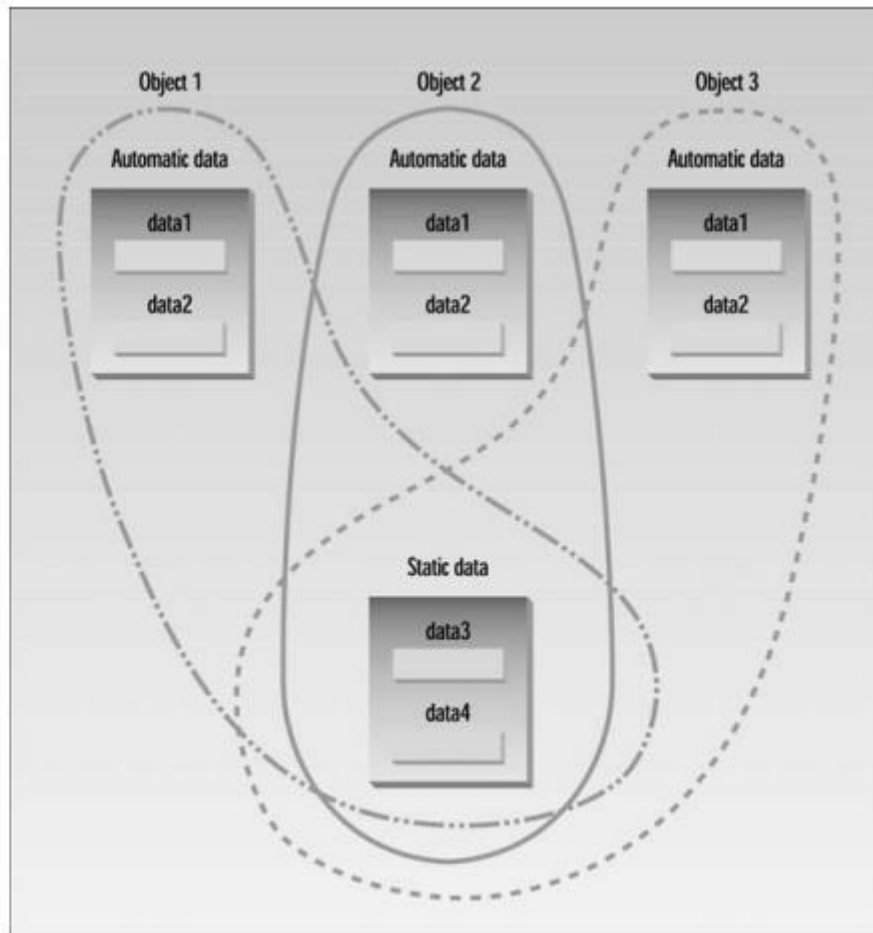 Object 1 Object 2 Object 3
Automatic data Automatic data Automatic data
data1 data1 data1
data2 data2 data2
Static data
data3
data4